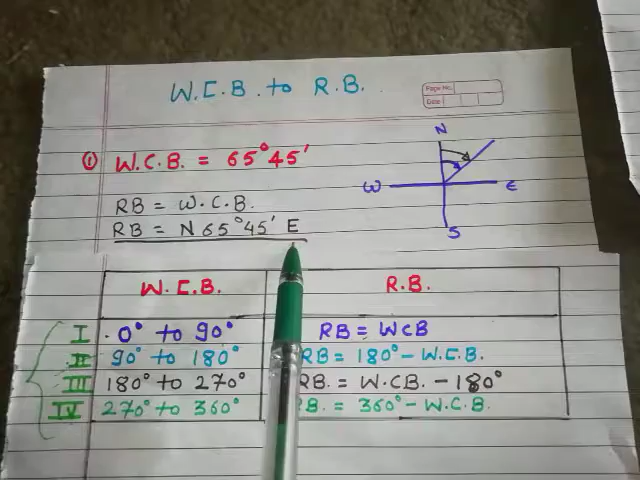 W.C.B. to R.B.
Page No.
Date
① W.C.B. = 65°45'
RB = W.C.B.
RB = N 65°45' E
N
W E
S
W.C.B. R.B.
I 0° to 90° RB = WCB
II 90° to 180° RB = 180° - W.C.B.
III 180° to 270° RB. = W.CB. - 180°
IV 270° to 360° RB. = 360° - W.C.B.